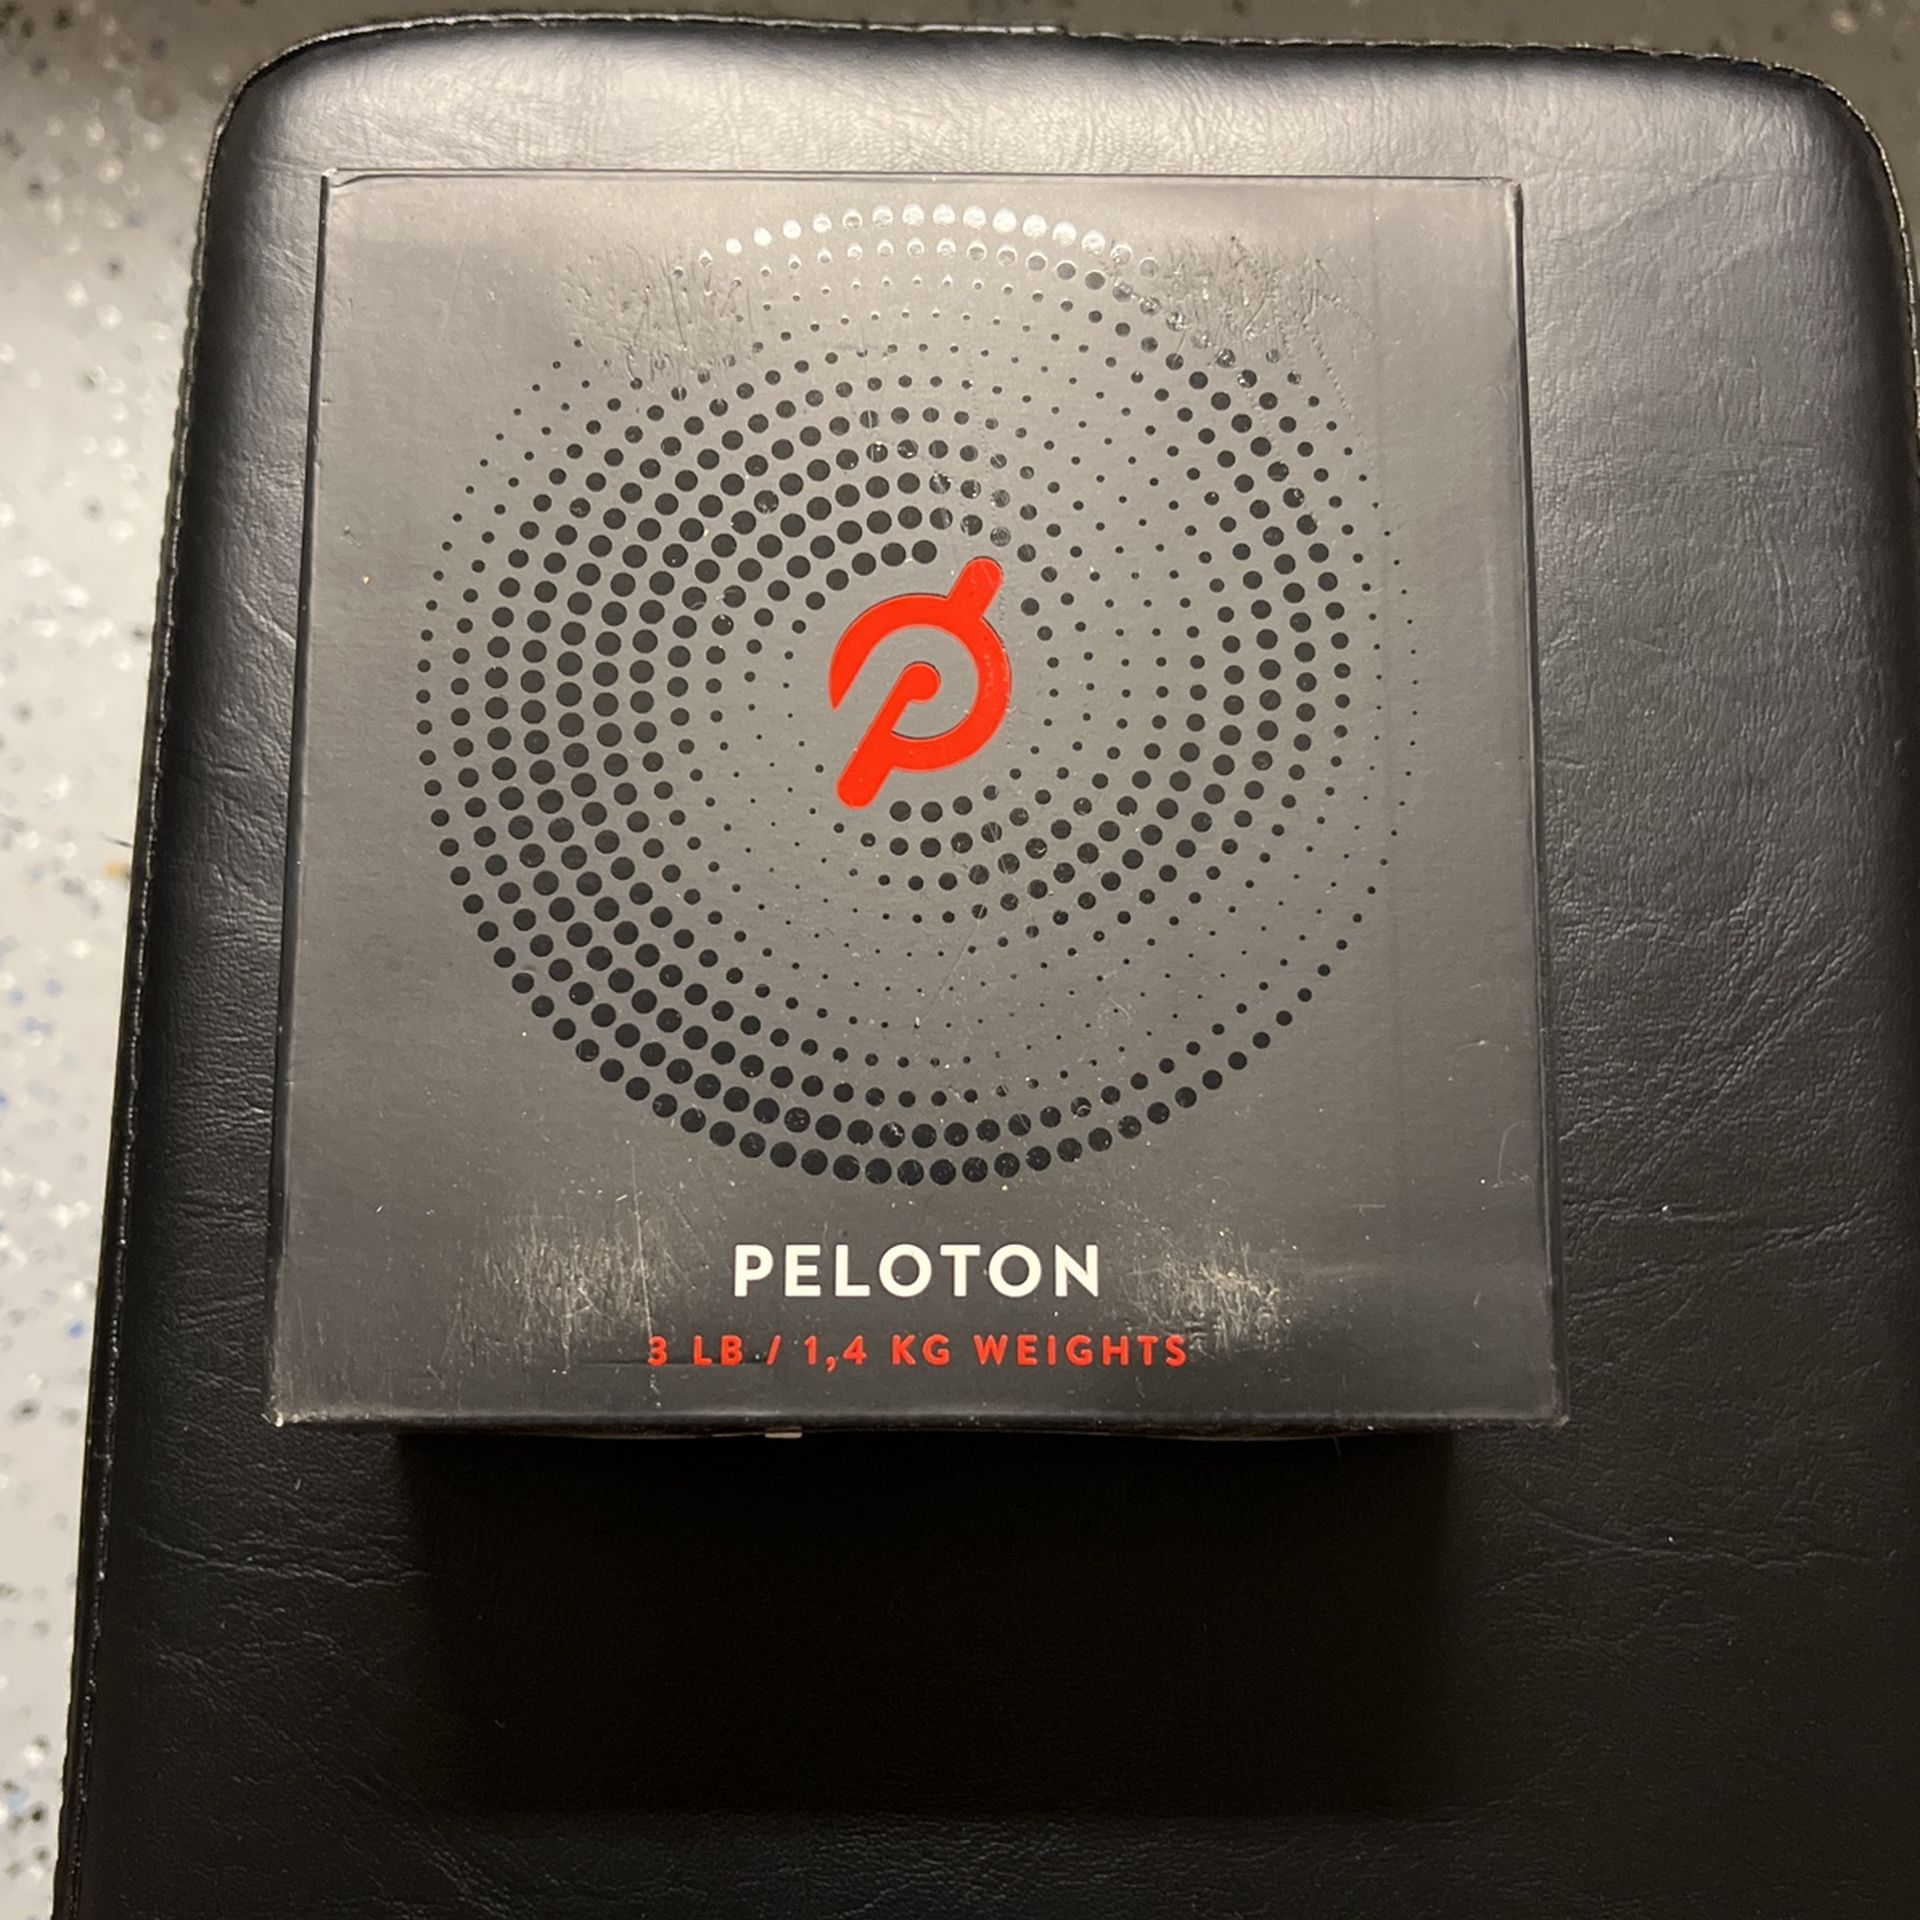 PELOTON
3 LB / 1,4 KG WEIGHTS